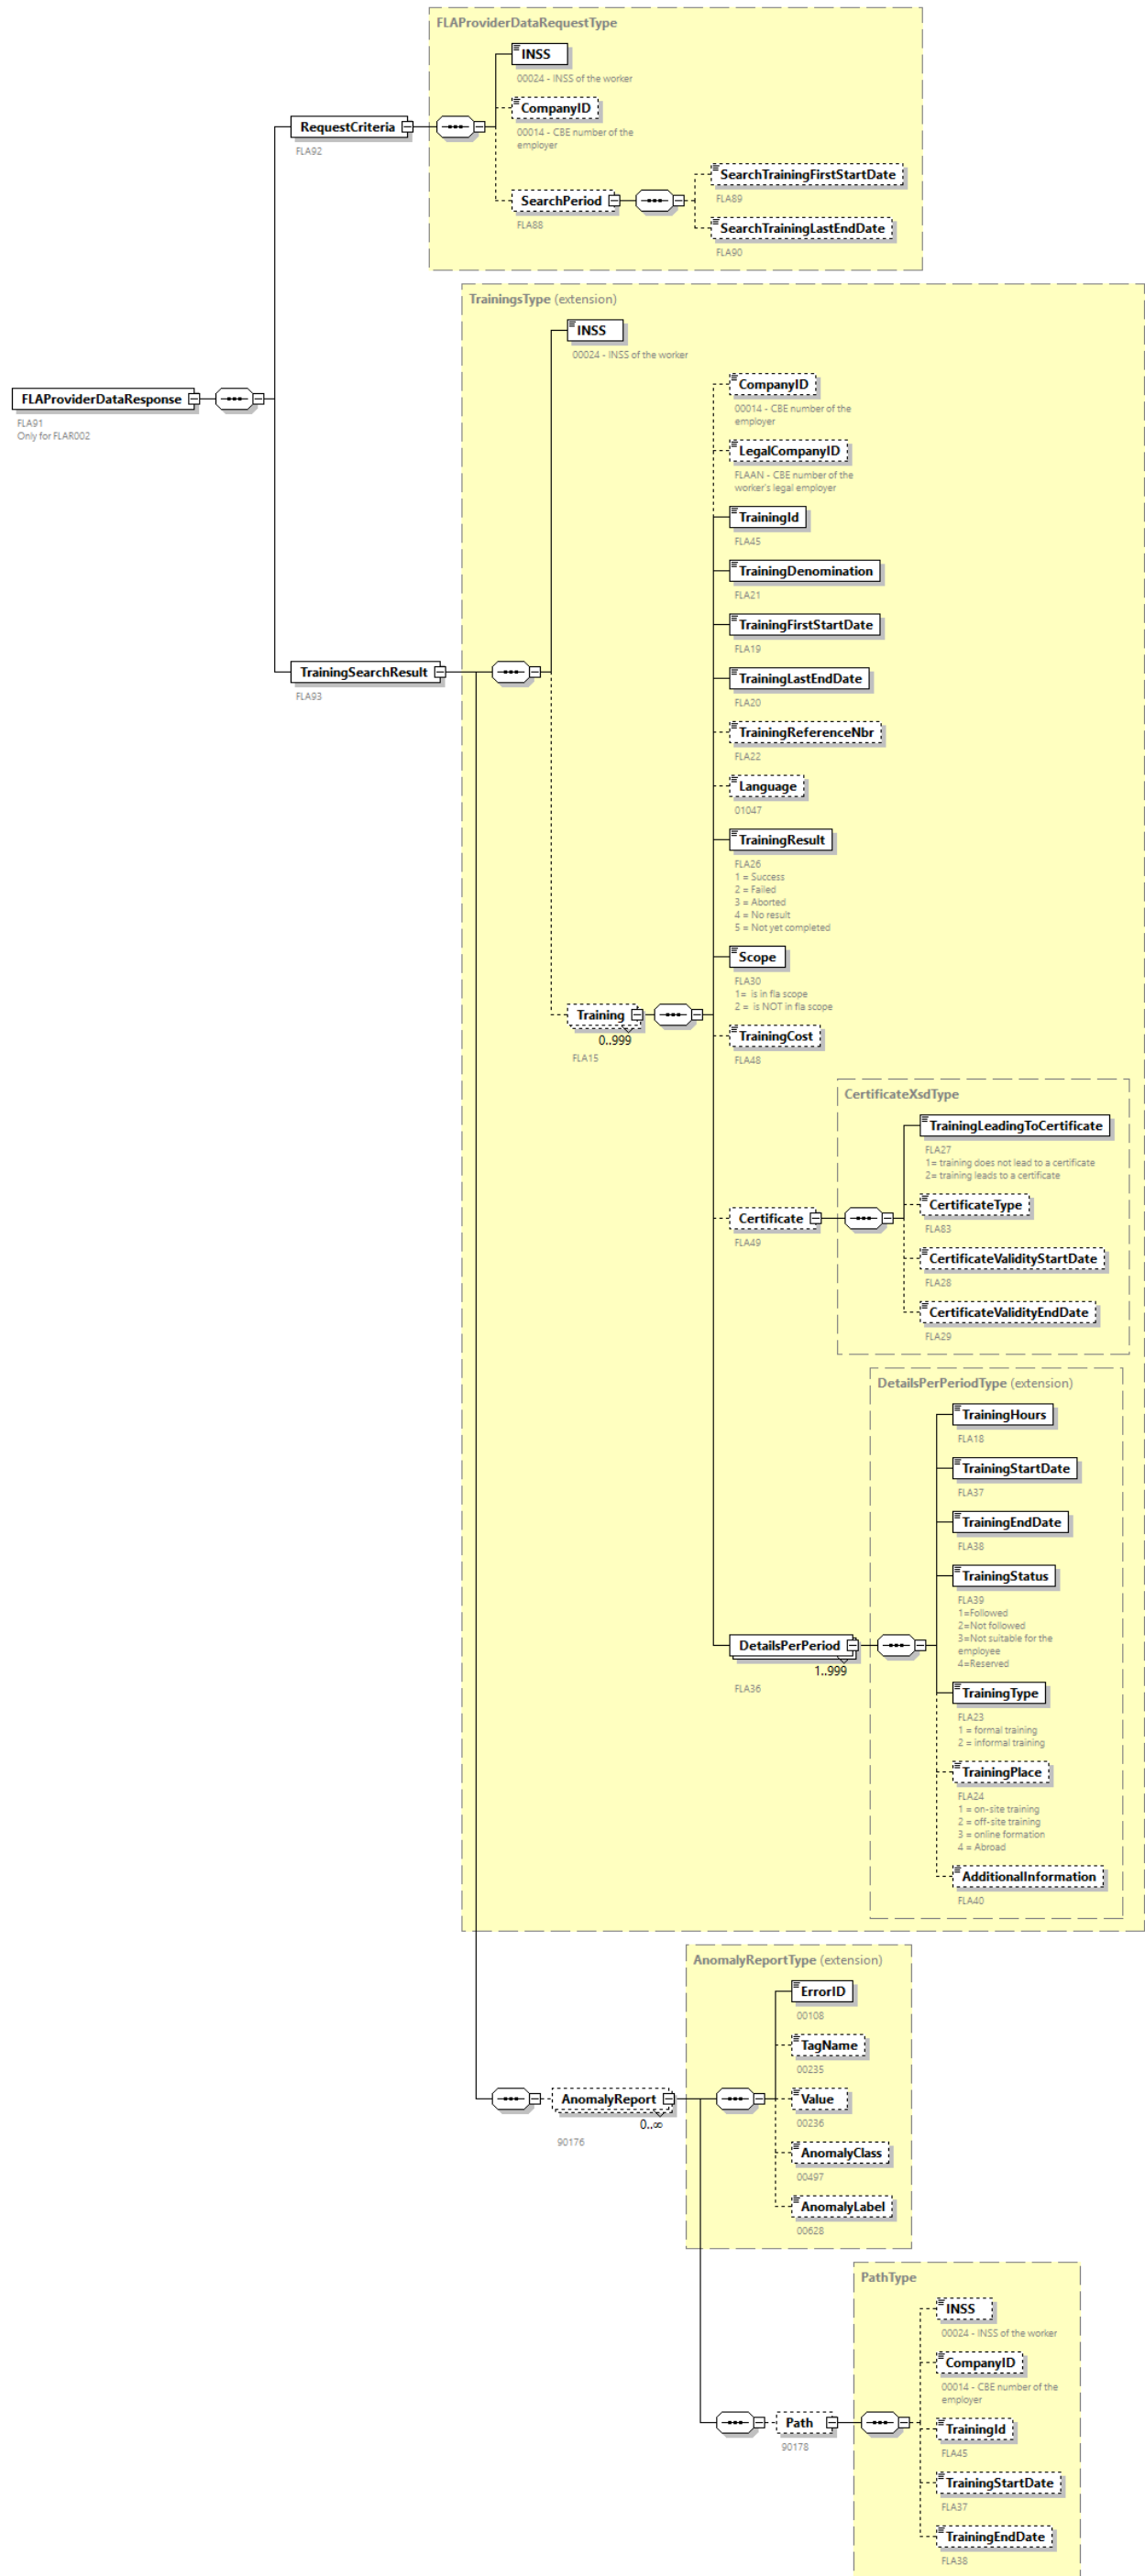 FLAProviderDataRequestType
INSS
00024 - INSS of the worker
CompanyID
00014 - CBE number of the
employer
RequestCriteria
FLA92
SearchPeriod
FLA88
SearchTrainingFirstStartDate
FLA89
SearchTrainingLastEndDate
FLA90
TrainingsType (extension)
INSS
00024 - INSS of the worker
FLAProviderDataResponse
FLA91
Only for FLAR002
CompanyID
00014 - CBE number of the
employer
LegalCompanyID
FLAAN - CBE number of the
worker's legal employer
TrainingId
FLA45
TrainingDenomination
FLA21
TrainingFirstStartDate
FLA19
TrainingSearchResult
FLA93
TrainingLastEndDate
FLA20
TrainingReferenceNbr
FLA22
Language
01047
TrainingResult
FLA26
1 = Success
2 = Failed
3 = Aborted
4 = No result
5 = Not yet completed
Scope
FLA30
1= is in fla scope
2 = is NOT in fla scope
Training
0..999
FLA15
TrainingCost
FLA48
CertificateXsdType
TrainingLeadingToCertificate
FLA27
1= training does not lead to a certificate
2= training leads to a certificate
Certificate
FLA49
CertificateType
FLA83
CertificateValidityStartDate
FLA28
CertificateValidityEndDate
FLA29
DetailsPerPeriodType (extension)
TrainingHours
FLA18
TrainingStartDate
FLA37
TrainingEndDate
FLA38
TrainingStatus
FLA39
1=Followed
2=Not followed
3=Not suitable for the
employee
4=Reserved
DetailsPerPeriod
1..999
FLA36
TrainingType
FLA23
1 = formal training
2 = informal training
TrainingPlace
FLA24
1 = on-site training
2 = off-site training
3 = online formation
4 = Abroad
AdditionalInformation
FLA40
AnomalyReportType (extension)
ErrorID
00108
TagName
00235
AnomalyReport
0..∞
90176
Value
00236
AnomalyClass
00497
AnomalyLabel
00628
PathType
INSS
00024 - INSS of the worker
CompanyID
00014 - CBE number of the
employer
Path
90178
TrainingId
FLA45
TrainingStartDate
FLA37
TrainingEndDate
FLA38